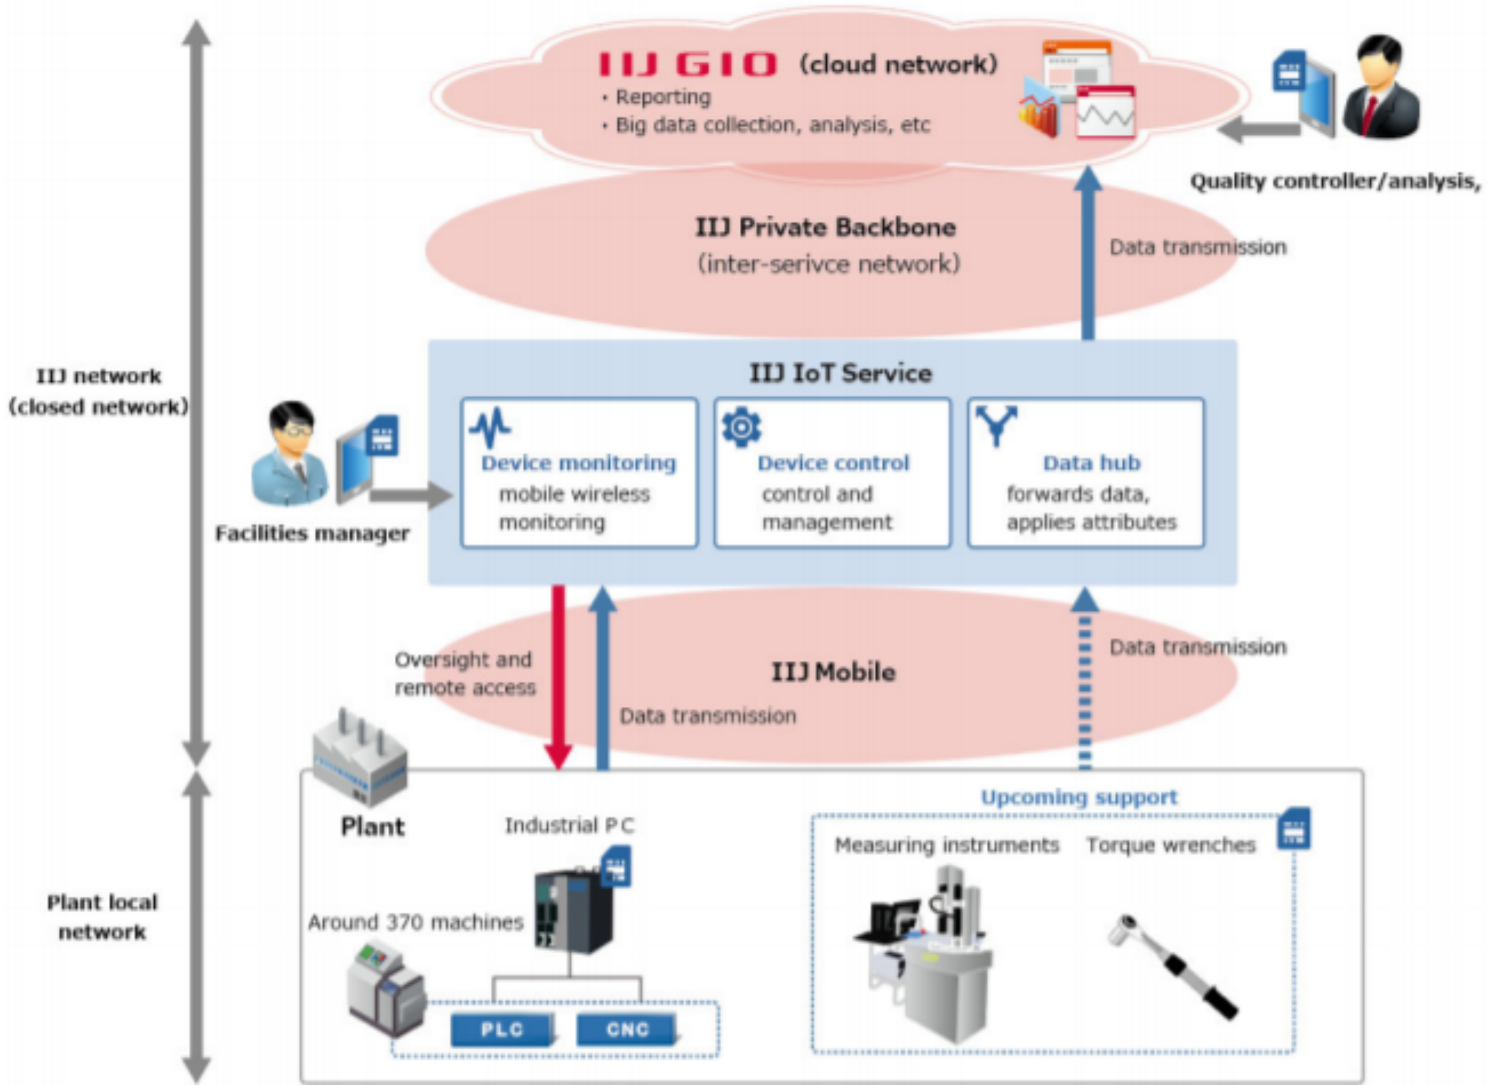 IIJ GIO (cloud network)
・Reporting
・Big data collection, analysis, etc
Quality controller/analysis,
IIJ Private Backbone
(inter-serivce network)
Data transmission
IIJ network
(closed network)
IIJ IoT Service
Device monitoring
mobile wireless
monitoring
Device control
control and
management
Data hub
forwards data,
applies attributes
Facilities manager
Oversight and
remote access
Data transmission
IIJ Mobile
Data transmission
Plant
Industrial PC
Around 370 machines
PLC
CNC
Upcoming support
Measuring instruments
Torque wrenches
Plant local
network